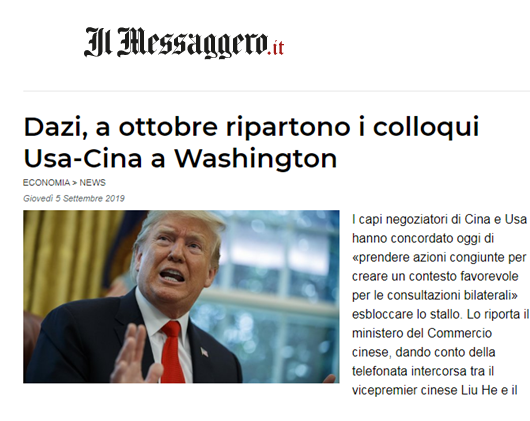 Il Messaggero.it
Dazi, a ottobre ripartono i colloqui
Usa-Cina a Washington
ECONOMIA > NEWS
Giovedì 5 Settembre 2019
I capi negoziatori di Cina e Usa
hanno concordato oggi di
«prendere azioni congiunte per
creare un contesto favorevole
per le consultazioni bilaterali»
esbloccare lo stallo. Lo riporta il
ministero del Commercio
cinese, dando conto della
telefonata intercorsa tra il
vicepremier cinese Liu He e il